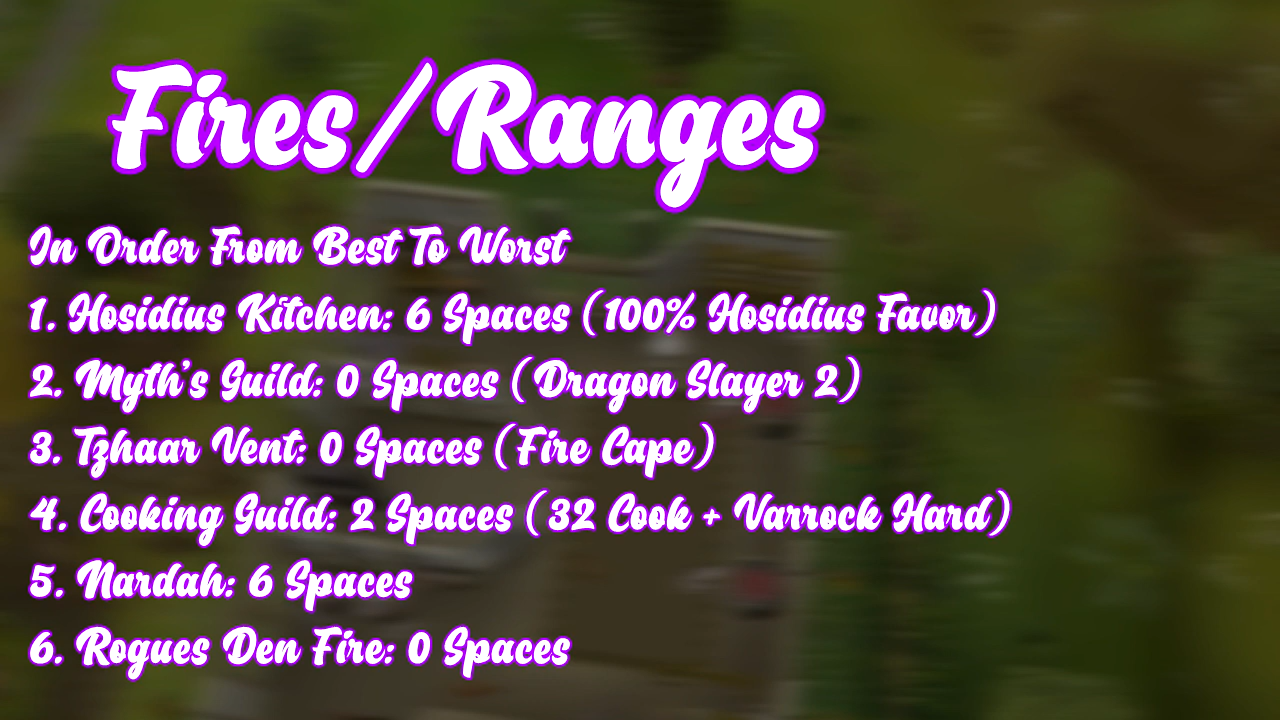 Fires/Ranges
In Order From Best To Worst
1. Hosidius Kitchen: 6 Spaces (100% Hosidius Favor)
2. Myth's Guild: 0 Spaces (Dragon Slayer 2)
3. Tzhaar Vent: 0 Spaces (Fire Cape)
4. Cooking Guild: 2 Spaces (32 Cook + Varrock Hard)
5. Nardah: 6 Spaces
6. Rogues Den Fire: 0 Spaces